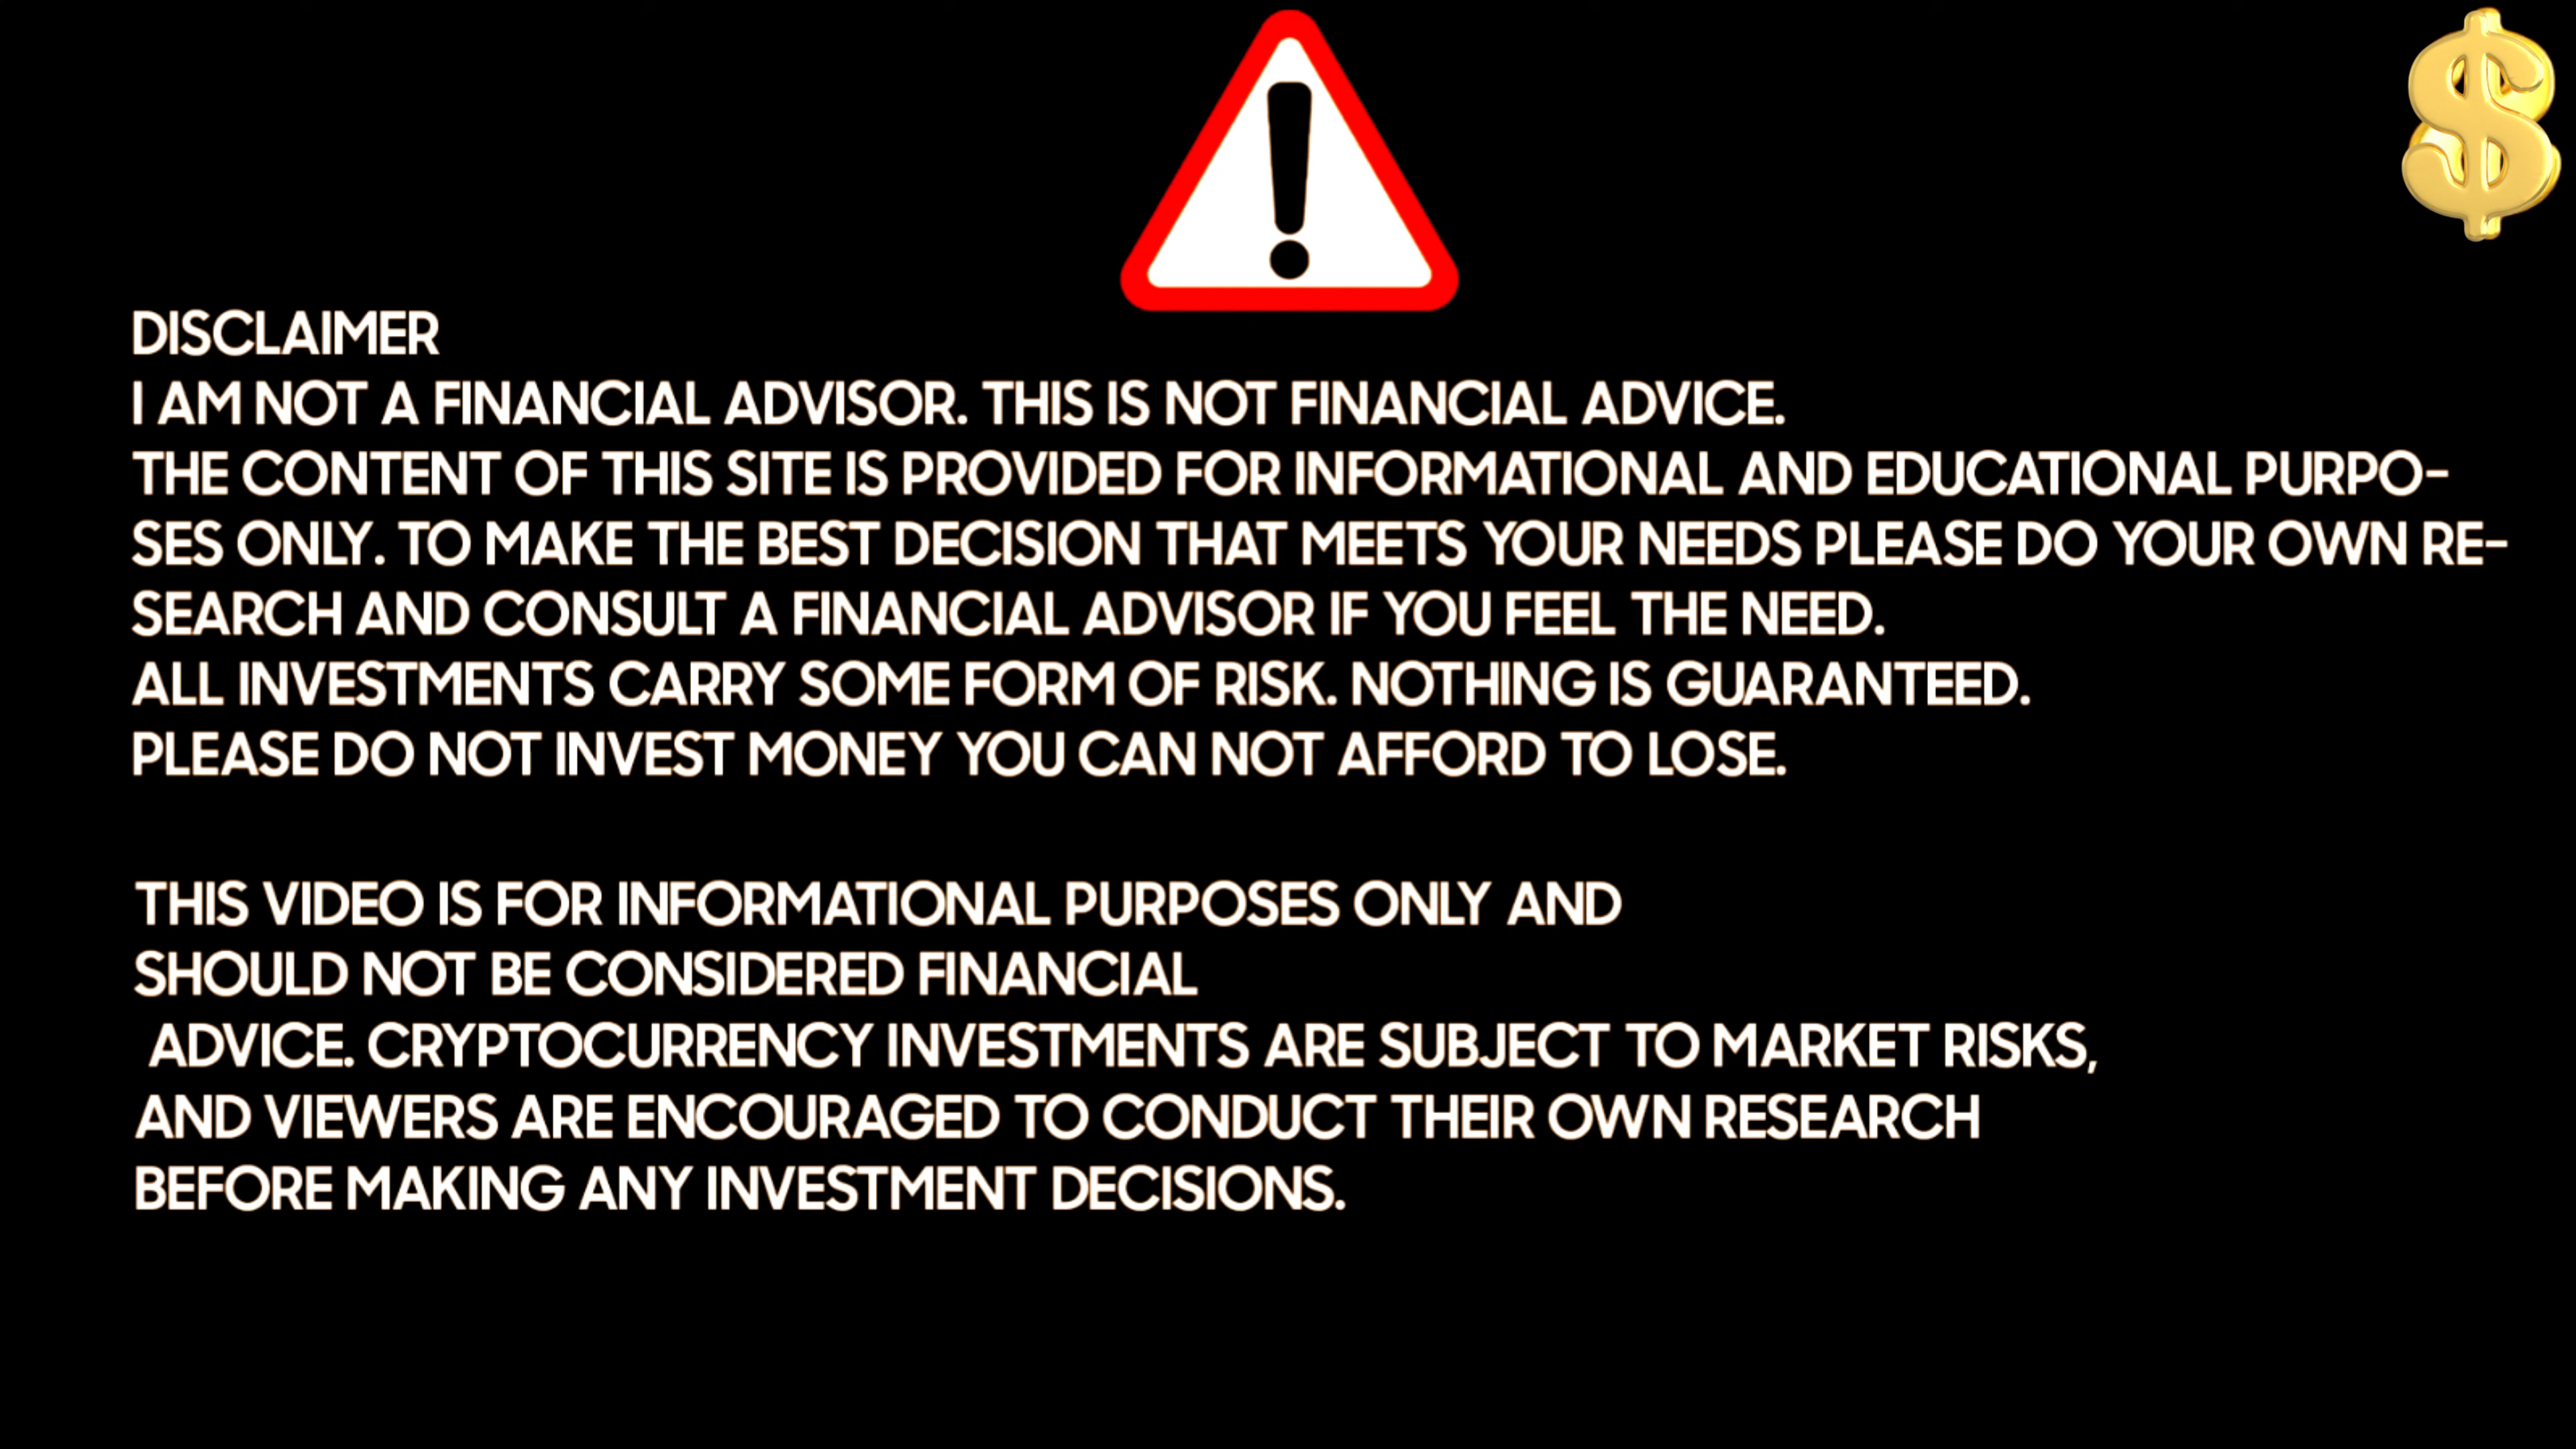 DISCLAIMER
I AM NOT A FINANCIAL ADVISOR. THIS IS NOT FINANCIAL ADVICE.
THE CONTENT OF THIS SITE IS PROVIDED FOR INFORMATIONAL AND EDUCATIONAL PURPO-
SES ONLY. TO MAKE THE BEST DECISION THAT MEETS YOUR NEEDS PLEASE DO YOUR OWN RE-
SEARCH AND CONSULT A FINANCIAL ADVISOR IF YOU FEEL THE NEED.
ALL INVESTMENTS CARRY SOME FORM OF RISK. NOTHING IS GUARANTEED.
PLEASE DO NOT INVEST MONEY YOU CAN NOT AFFORD TO LOSE.
THIS VIDEO IS FOR INFORMATIONAL PURPOSES ONLY AND
SHOULD NOT BE CONSIDERED FINANCIAL
ADVICE. CRYPTOCURRENCY INVESTMENTS ARE SUBJECT TO MARKET RISKS,
AND VIEWERS ARE ENCOURAGED TO CONDUCT THEIR OWN RESEARCH
BEFORE MAKING ANY INVESTMENT DECISIONS.